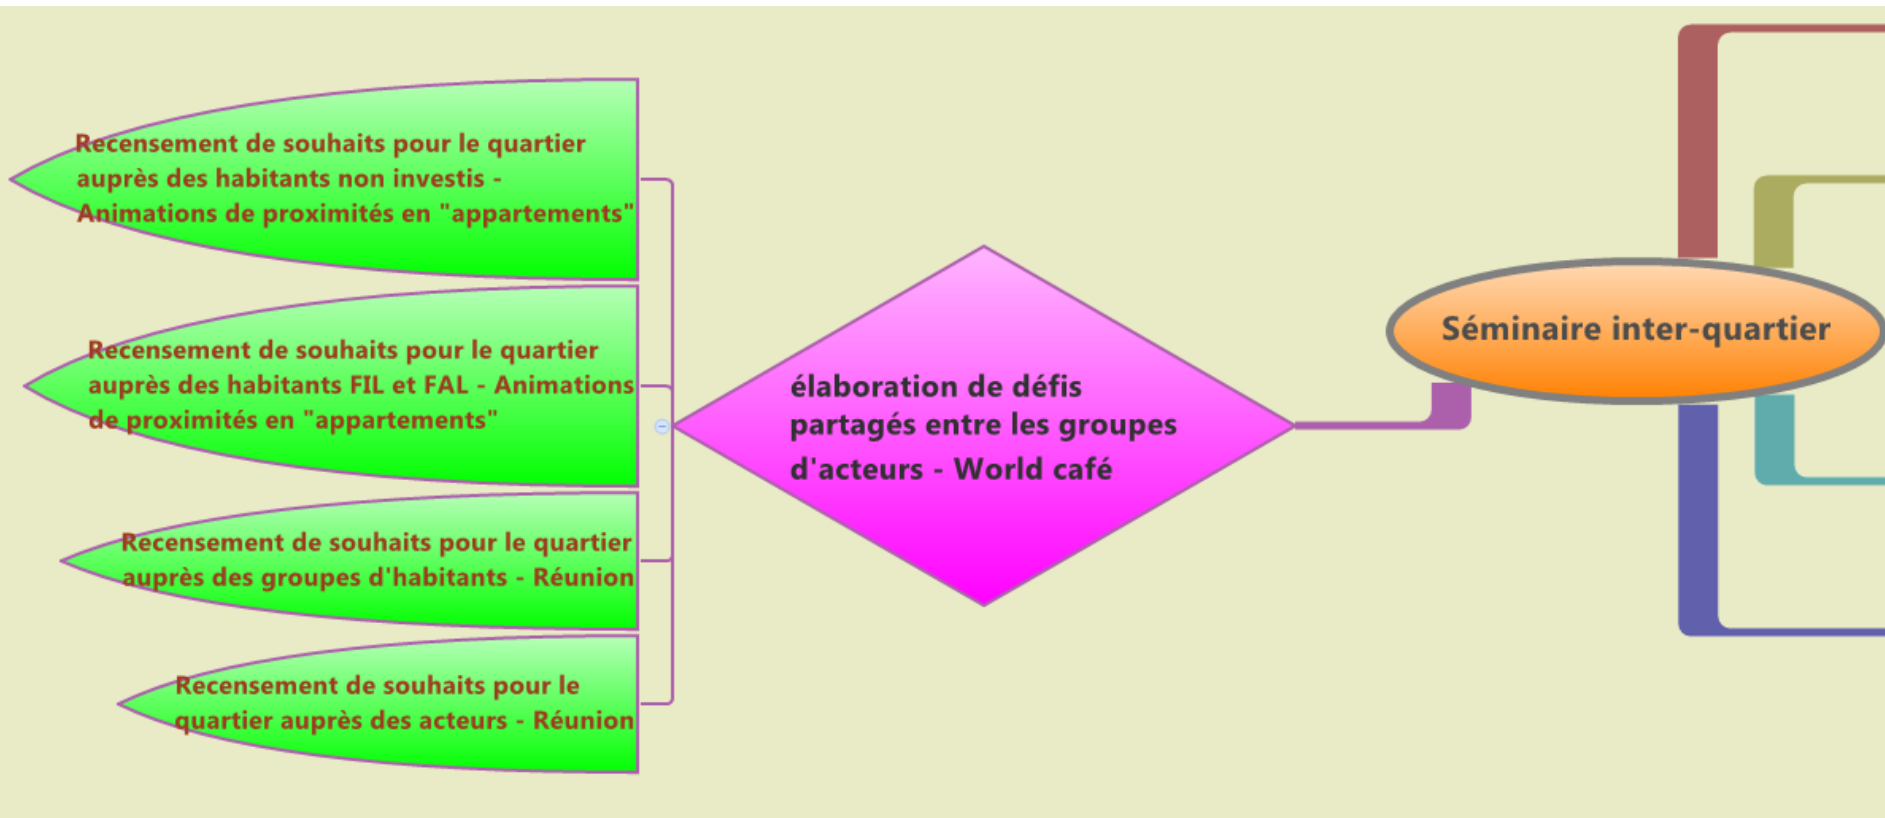 Recensement de souhaits pour le quartier
auprès des habitants non investis -
Animations de proximités en "appartements"
Recensement de souhaits pour le quartier
auprès des habitants FIL et FAL - Animations
de proximités en "appartements"
Recensement de souhaits pour le quartier
auprès des groupes d'habitants - Réunion
Recensement de souhaits pour le
quartier auprès des acteurs - Réunion
élaboration de défis
partagés entre les groupes
d'acteurs - World café
Séminaire inter-quartier